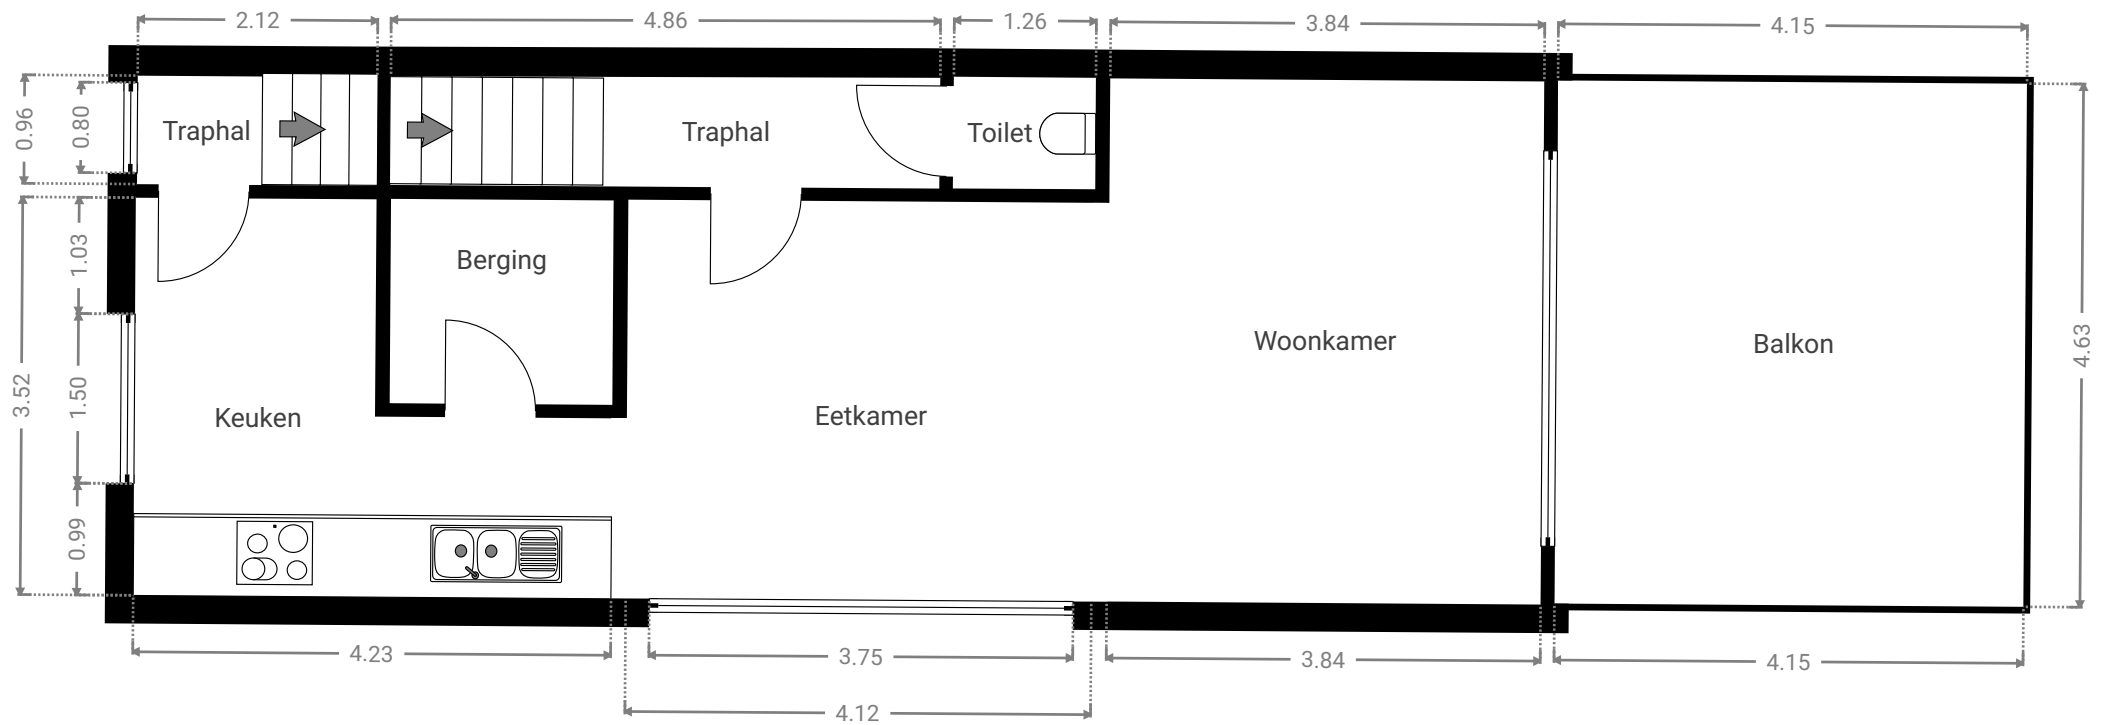 2.12
4.86
1.26
3.84
4.15
0.96
0.80
Traphal
Traphal
Toilet
1.03
Berging
3.52
1.50
Keuken
Eetkamer
Woonkamer
Balkon
4.63
0.99
4.23
3.75
3.84
4.15
4.12